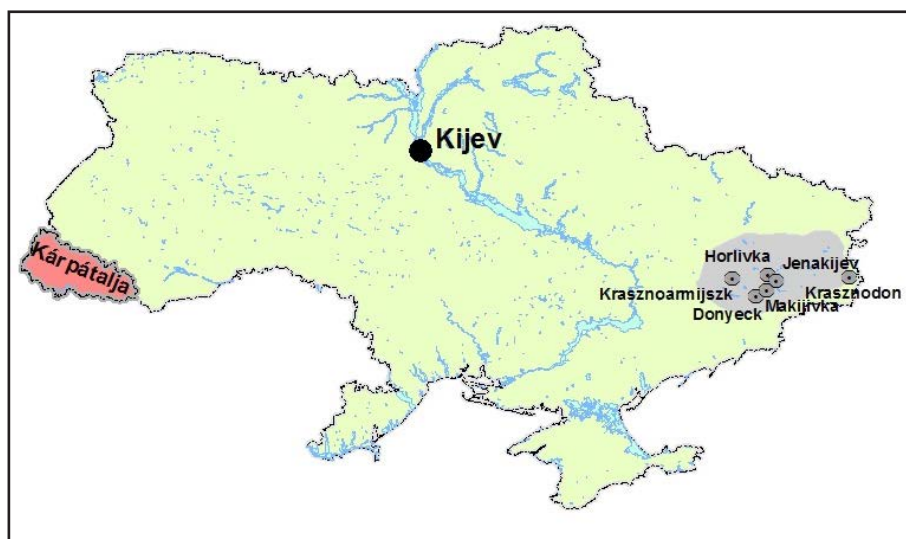 Kijev
Kárpátalja
Horlivka
Jenakijev
Krasznoarmijszk
Krasznodon
Donyeck
Makijivka